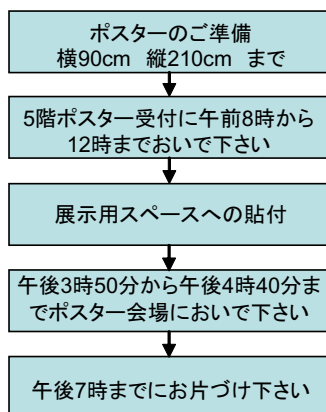 ポスターのご準備
横90cm 縦210cm まで
5階ポスター受付に午前8時から
12時までおいで下さい
展示用スペースへの貼付
午後3時50分から午後4時40分ま
でポスター会場においで下さい
午後7時までにお片づけ下さい